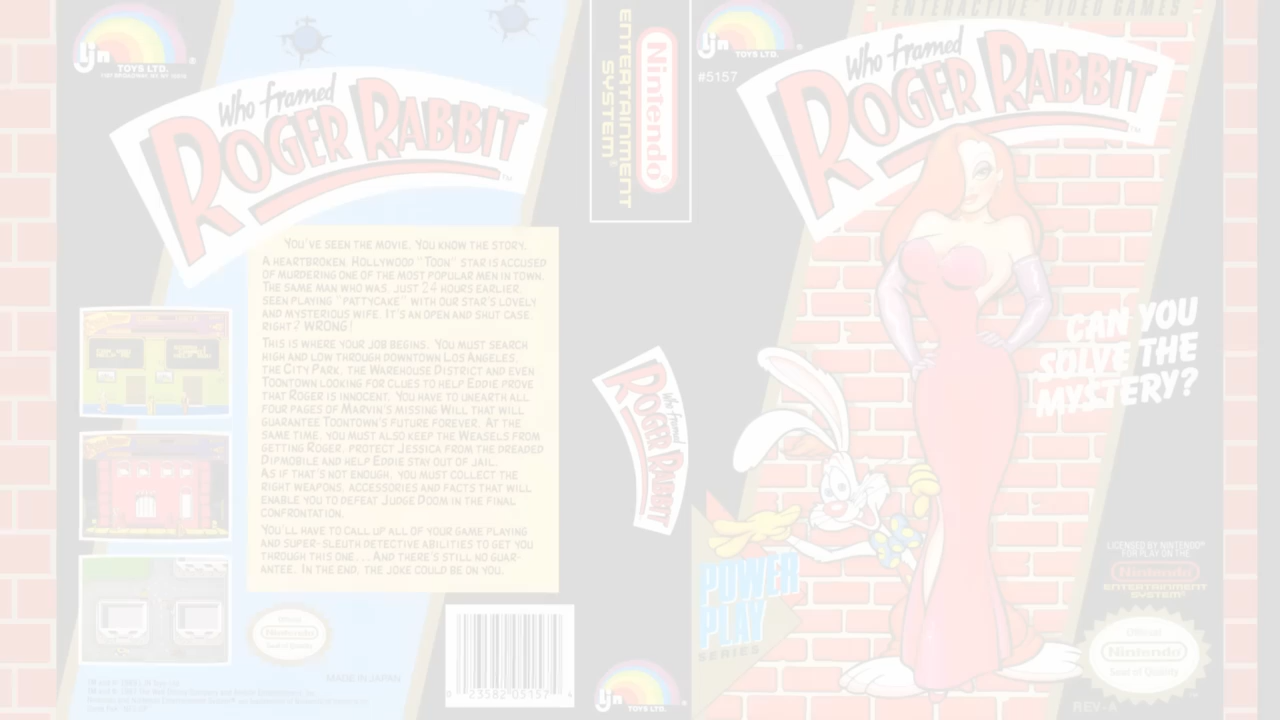 ljn
TOYS LTD.
Who framed
ROGER RABBIT
TM
YOU'VE SEEN THE MOVIE. YOU KNOW THE STORY.
A HEARTBROKEN, HOLLYWOOD "TOON" STAR IS ACCUSED
OF MURDERING ONE OF THE MOST POPULAR MEN IN TOWN.
THE SAME MAN WHO WAS, JUST 24 HOURS EARLIER,
SEEN PLAYING "PATTYCAKE" WITH OUR STAR'S LOVELY
AND MYSTERIOUS WIFE. IT'S AN OPEN AND SHUT CASE,
RIGHT? WRONG!
THIS IS WHERE YOUR JOB BEGINS. YOU MUST SEARCH
HIGH AND LOW THROUGH DOWNTOWN LOS ANGELES,
THE CITY PARK, THE WAREHOUSE DISTRICT AND EVEN
TOONTOWN LOOKING FOR CLUES TO HELP EDDIE PROVE
THAT ROGER IS INNOCENT. YOU HAVE TO UNEARTH ALL
FOUR PAGES OF MARVIN'S MISSING WILL THAT WILL
GUARANTEE TOONTOWN'S FUTURE FOREVER. AT THE
SAME TIME, YOU MUST ALSO KEEP THE WEASELS FROM
GETTING ROGER, PROTECT JESSICA FROM THE DREADED
DIPMOBILE AND HELP EDDIE STAY OUT OF JAIL.
AS IF THAT'S NOT ENOUGH, YOU MUST COLLECT THE
RIGHT WEAPONS, ACCESSORIES AND FACTS THAT WILL
ENABLE YOU TO DEFEAT JUDGE DOOM IN THE FINAL
CONFRONTATION.
YOU'LL HAVE TO CALL UP ALL OF YOUR GAME PLAYING
AND SUPER-SLEUTH DETECTIVE ABILITIES TO GET YOU
THROUGH THIS ONE... AND THERE'S STILL NO GUAR-
ANTEE. IN THE END, THE JOKE COULD BE ON YOU.
Official
Nintendo
Seal of Quality
MADE IN JAPAN
0 23582 05157 4
Nintendo
ENTERTAINMENT
SYSTEM
Who framed
ROGER RABBIT
ljn
TOYS LTD.
ENTERACTIVE VIDEO GAMES
ljn
TOYS LTD.
#5157
Who framed
ROGER RABBIT
TM
CAN YOU
SOLVE THE
MYSTERY?
POWER
PLAY
SERIES
LICENSED BY NINTENDO®
FOR PLAY ON THE
Nintendo
ENTERTAINMENT
SYSTEM®
Official
Nintendo
Seal of Quality
REV-A